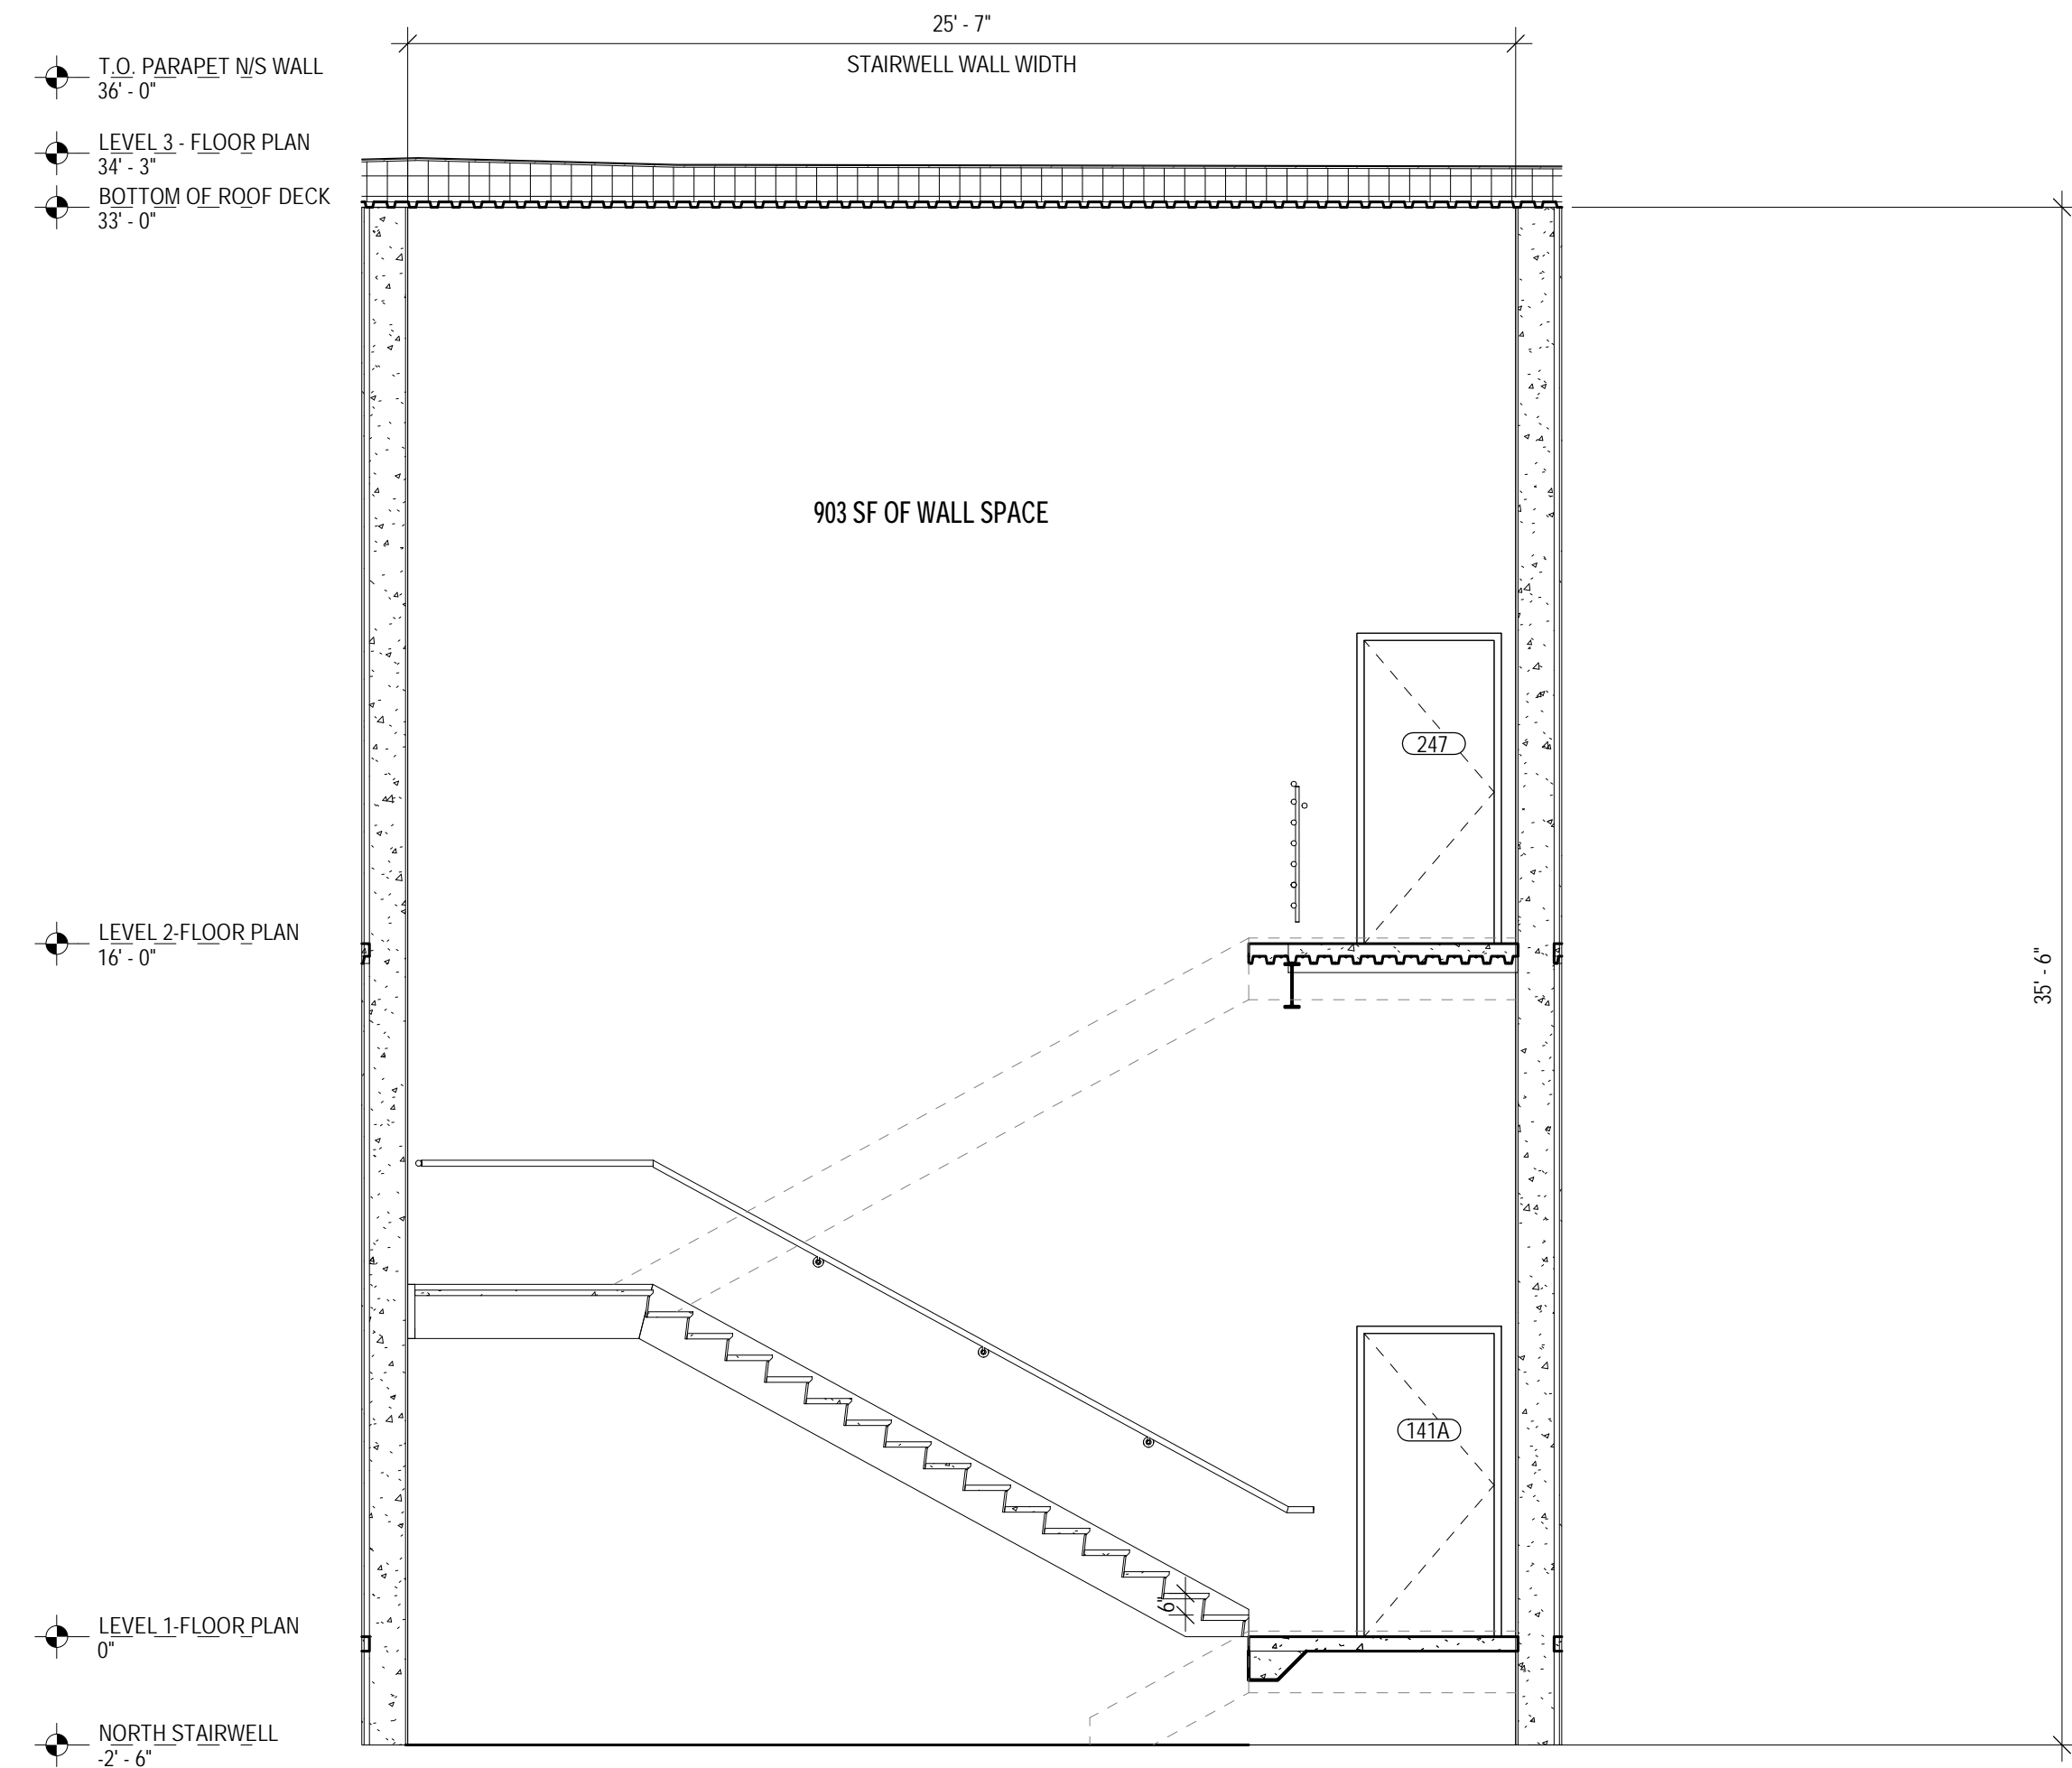 25' - 7"
STAIRWELL WALL WIDTH
T.O. PARAPET N/S WALL
36' - 0"
LEVEL 3 - FLOOR PLAN
34' - 3"
BOTTOM OF ROOF DECK
33' - 0"
903 SF OF WALL SPACE
247
LEVEL 2-FLOOR PLAN
16' - 0"
35' - 6"
141A
6"
LEVEL 1-FLOOR PLAN
0"
NORTH STAIRWELL
-2' - 6"